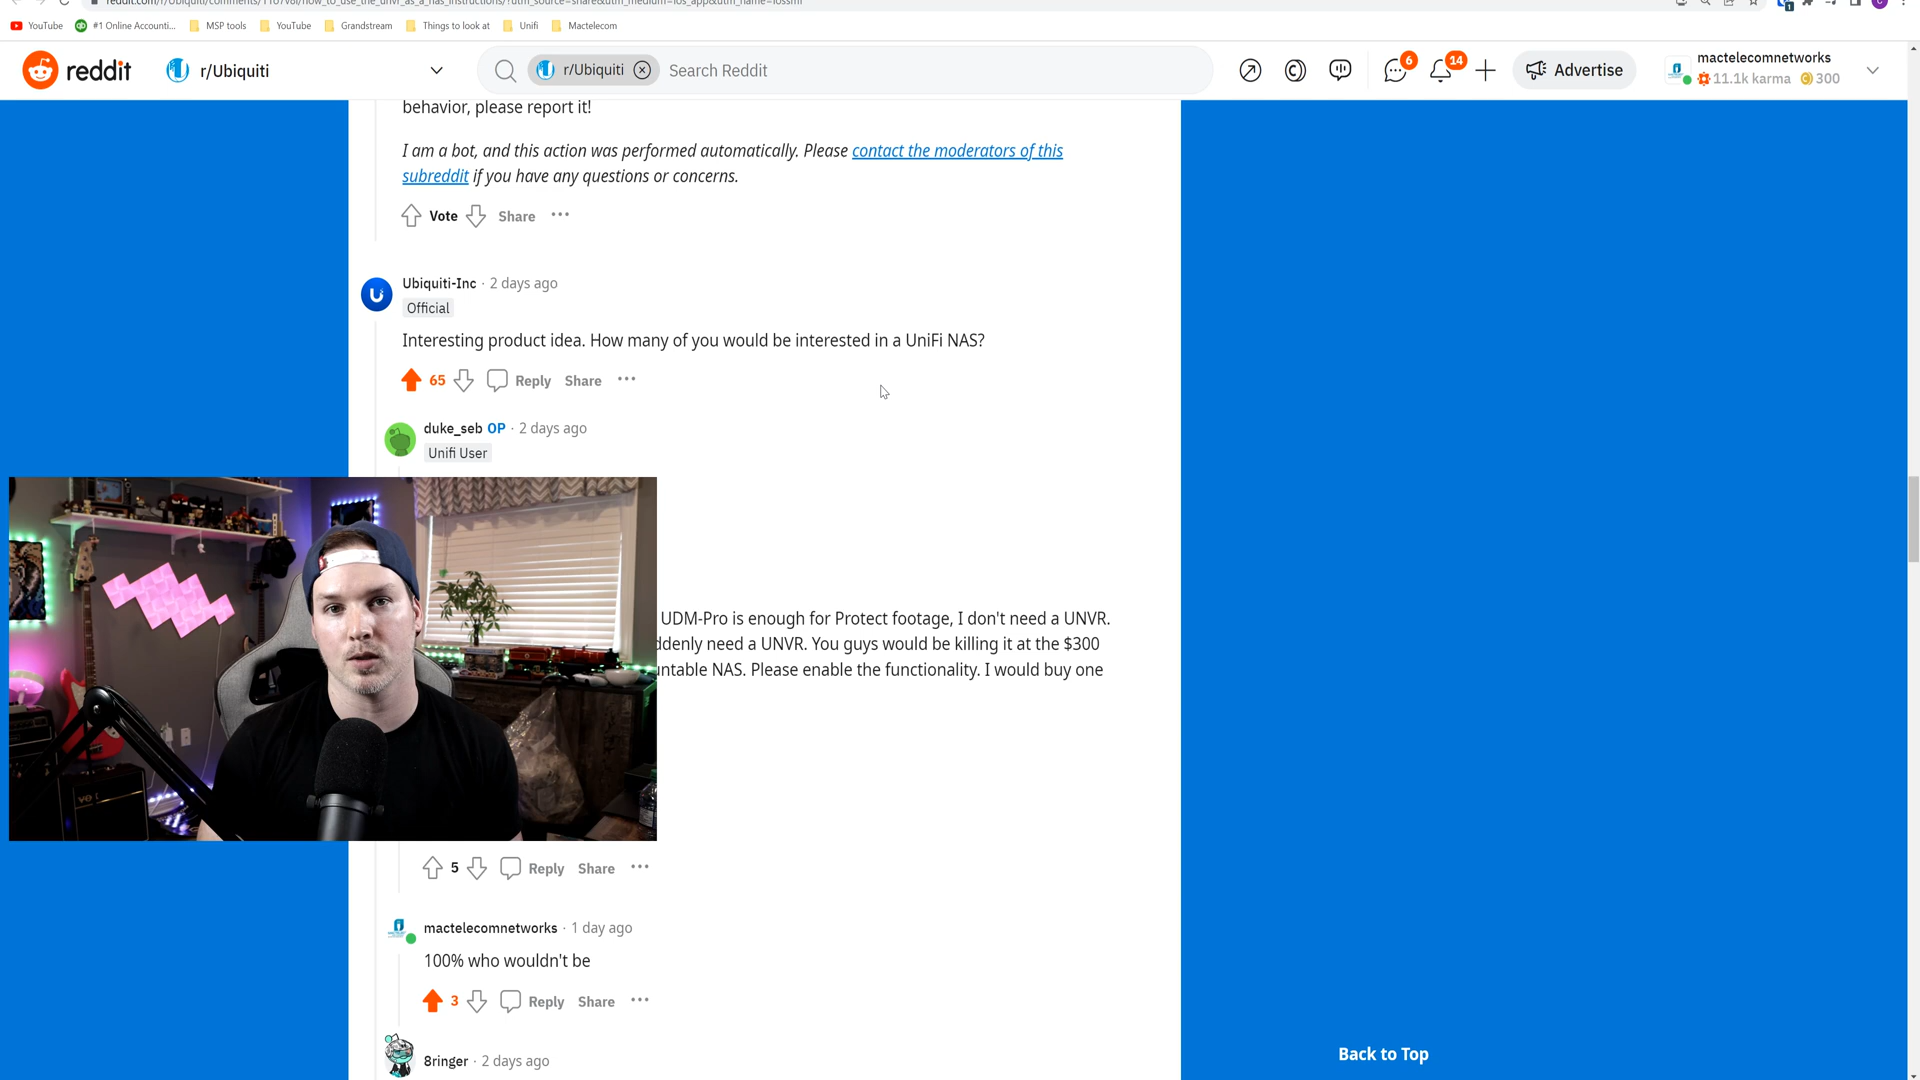 YouTube
#1 Online Accounti...
MSP tools
YouTube
Grandstream
Things to look at
Unifi
Mactelecom
reddit
r/Ubiquiti
r/Ubiquiti
Search Reddit
6
14
Advertise
mactelecomnetworks
11.1k karma
300
behavior, please report it!
I am a bot, and this action was performed automatically. Please contact the moderators of this
subreddit if you have any questions or concerns.
Vote
Share
Ubiquiti-Inc · 2 days ago
Official
Interesting product idea. How many of you would be interested in a UniFi NAS?
65
Reply
Share
duke_seb OP · 2 days ago
Unifi User
UDM-Pro is enough for Protect footage, I don't need a UNVR.
ddenly need a UNVR. You guys would be killing it at the $300
untable NAS. Please enable the functionality. I would buy one
5
Reply
Share
mactelecomnetworks · 1 day ago
100% who wouldn't be
3
Reply
Share
8ringer · 2 days ago
Back to Top